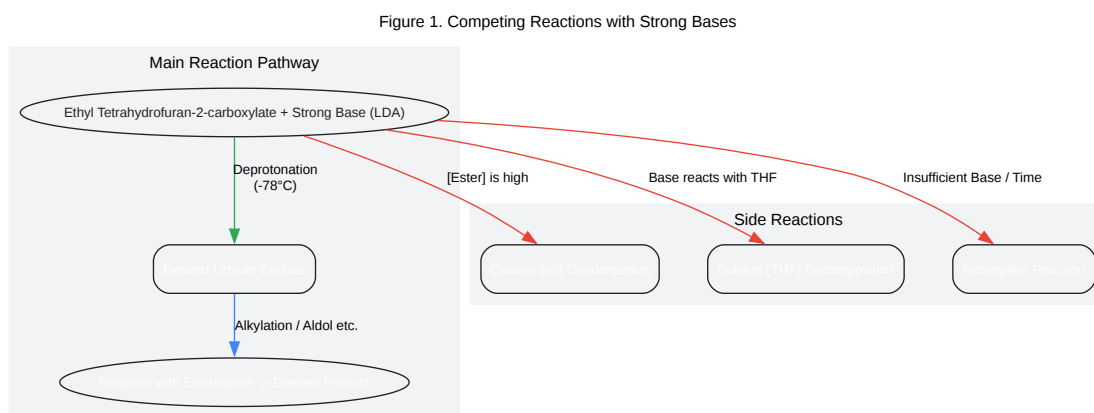 Figure 1. Competing Reactions with Strong Bases
Main Reaction Pathway
Ethyl Tetrahydrofuran-2-carboxylate + Strong Base (LDA)
Deprotonation
(-78°C)
[Ester] is high
Base reacts with THF
Insufficient Base / Time
Side Reactions
Desired Lithium Enolate
Claisen Self-Condensation
Solvent (THF) Decomposition
Incomplete Reaction
Alkylation / Aldol etc.
Reaction with Electrophile -> Desired Product